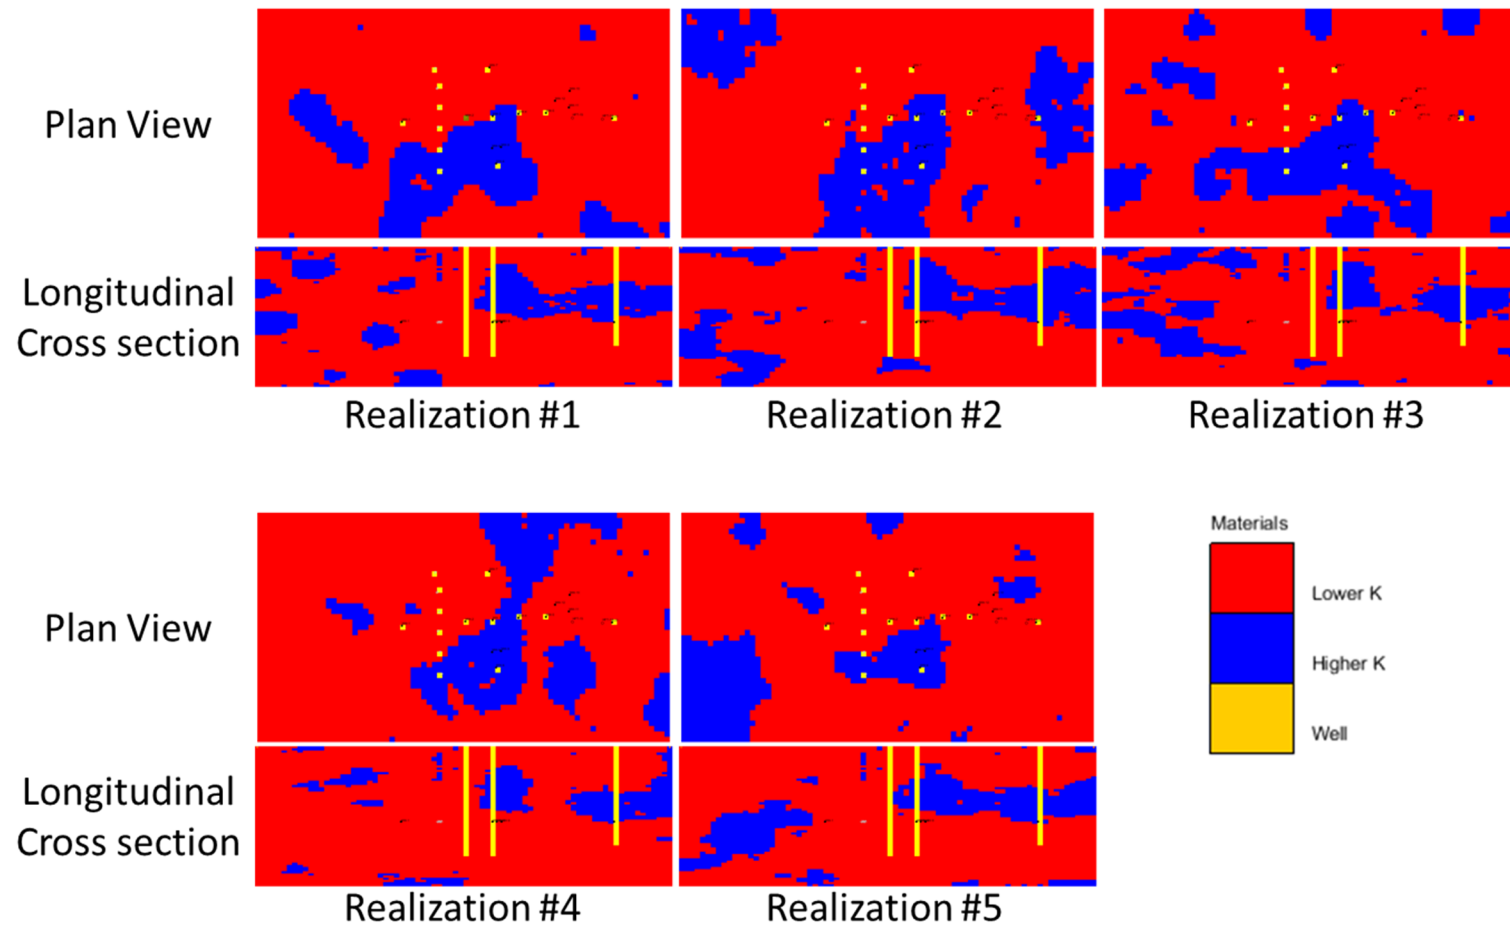 Plan View
Longitudinal
Cross section
Realization #1
Realization #2
Realization #3
Plan View
Longitudinal
Cross section
Realization #4
Realization #5
Materials
Lower K
Higher K
Well